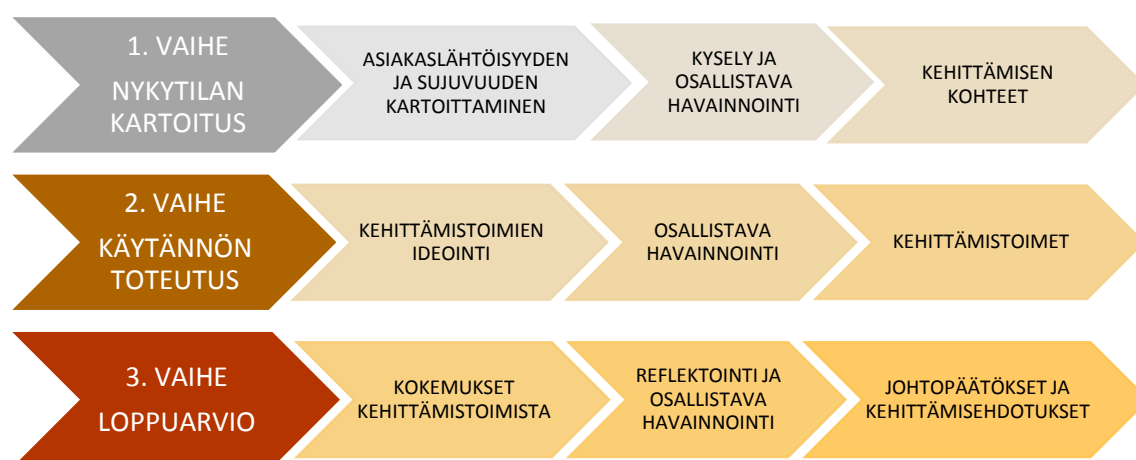 1. VAIHE
NYKYTILAN
KARTOITUS
ASIAKASLÄHTÖISYYDEN
JA SUJUVUUDEN
KARTOITTAMINEN
KYSELY JA
OSALLISTAVA
HAVAINNOINTI
KEHITTÄMISEN
KOHTEET
2. VAIHE
KÄYTÄNNÖN
TOTEUTUS
KEHITTÄMISTOIMIEN
IDEOINTI
OSALLISTAVA
HAVAINNOINTI
KEHITTÄMISTOIMET
3. VAIHE
LOPPUARVIO
KOKEMUKSET
KEHITTÄMISTOIMISTA
REFLEKTOINTI JA
OSALLISTAVA
HAVAINNOINTI
JOHTOPÄÄTÖKSET JA
KEHITTÄMISEHDOTUKSET